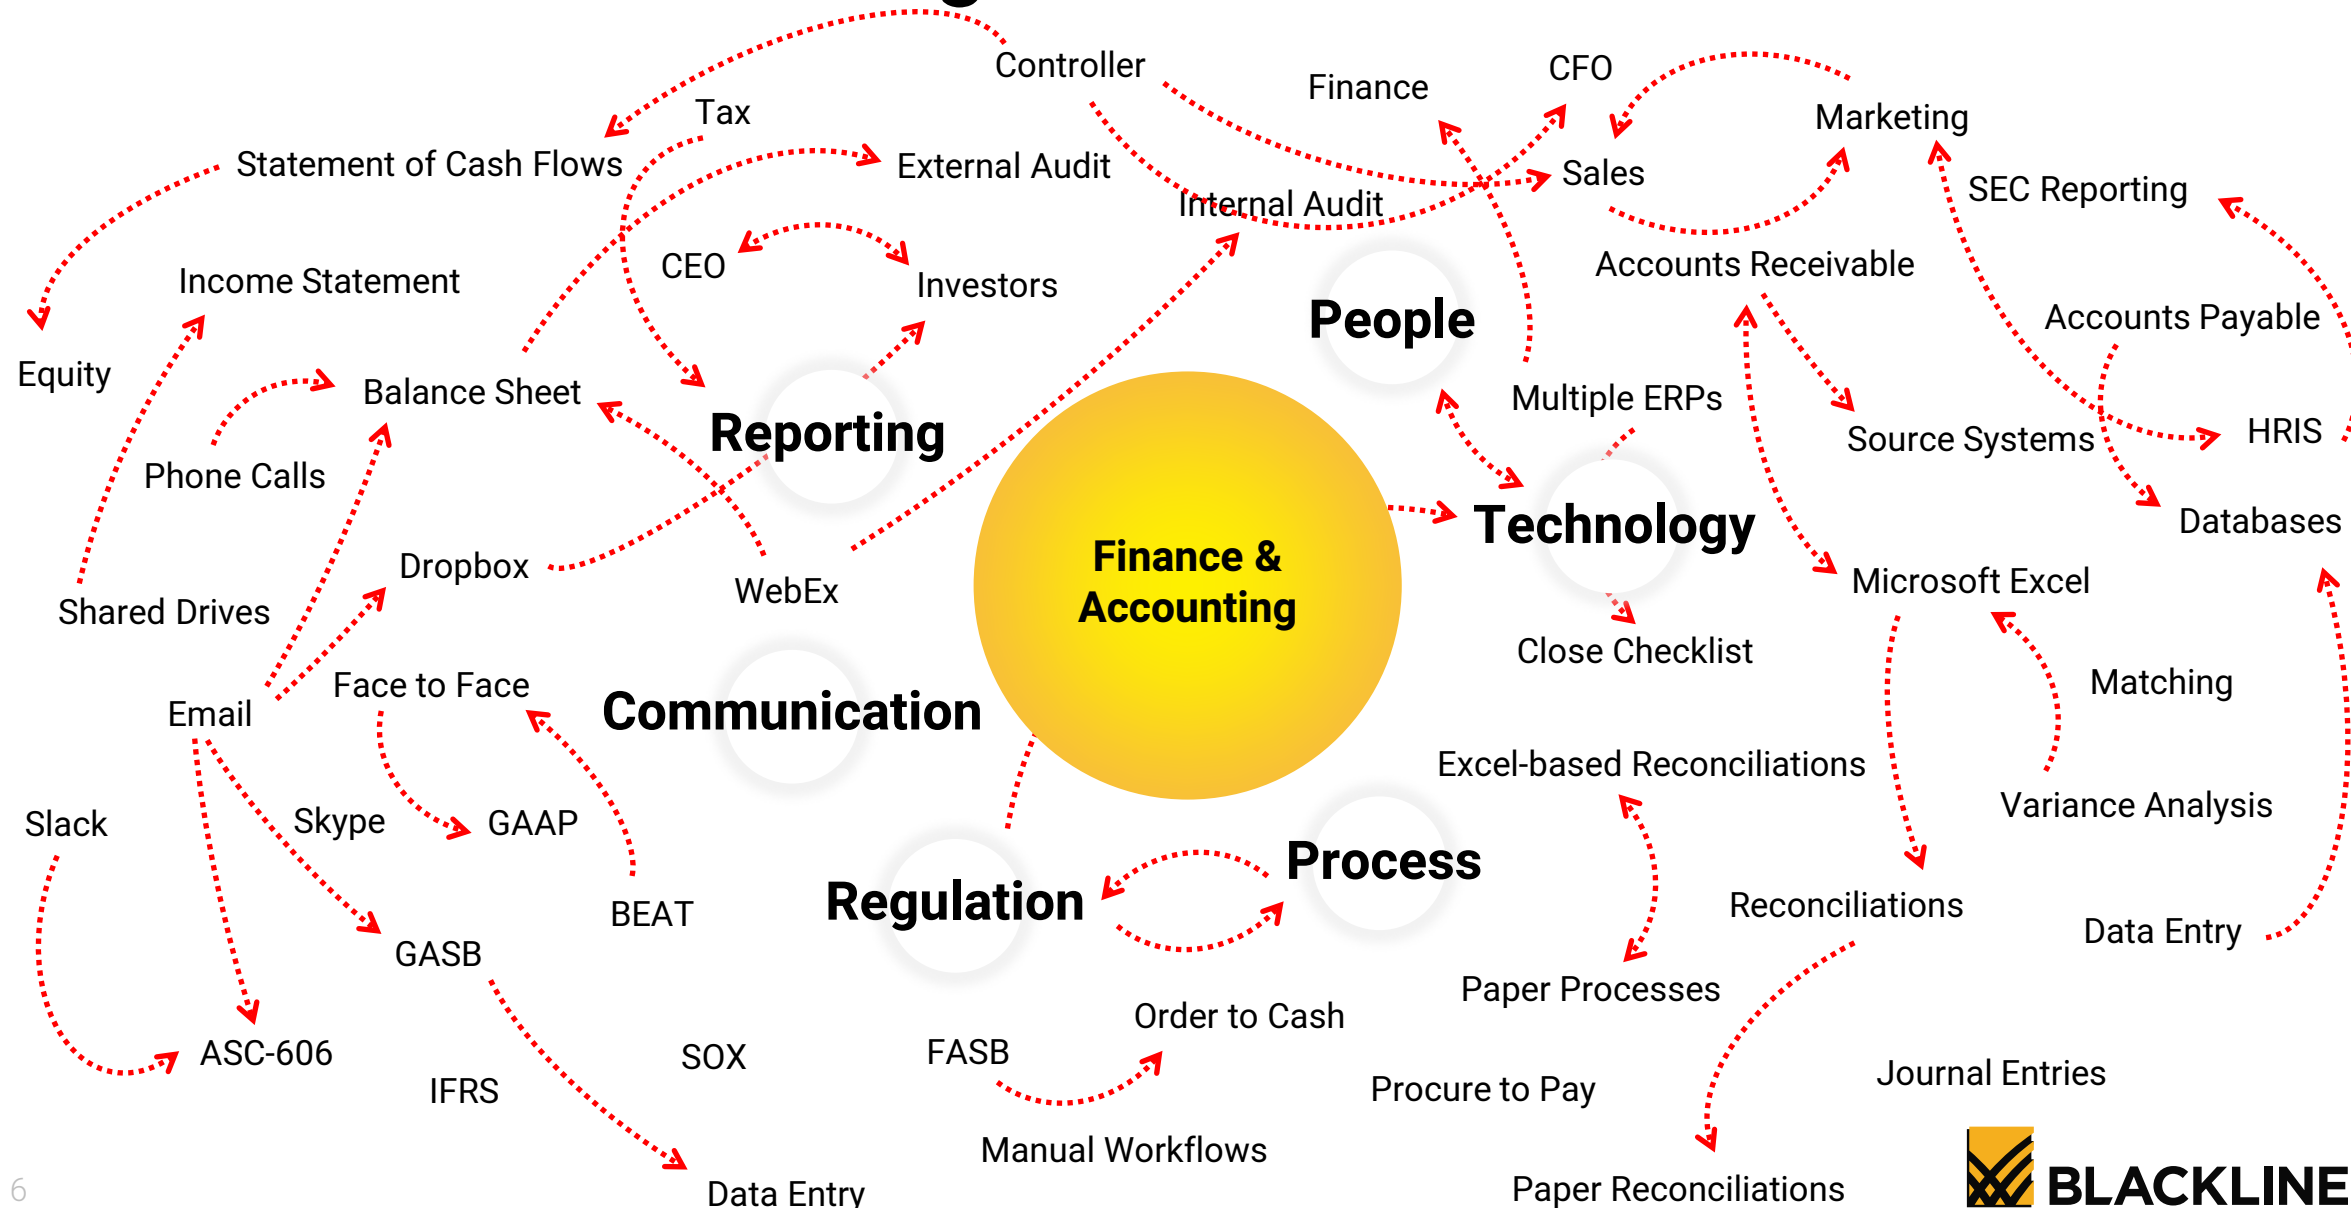 Controller
Finance
CFO
Marketing
Tax
Statement of Cash Flows
External Audit
Internal Audit
Sales
SEC Reporting
CEO
Investors
Income Statement
Accounts Receivable
People
Accounts Payable
Equity
Balance Sheet
Multiple ERPs
Reporting
Source Systems
HRIS
Phone Calls
Technology
Databases
Finance &
Accounting
Dropbox
WebEx
Microsoft Excel
Shared Drives
Close Checklist
Face to Face
Matching
Email
Communication
Excel-based Reconciliations
Variance Analysis
Slack
Skype
GAAP
Process
BEAT
Regulation
Reconciliations
Data Entry
GASB
Paper Processes
Order to Cash
ASC-606
SOX
FASB
IFRS
Procure to Pay
Journal Entries
Manual Workflows
Data Entry
Paper Reconciliations
6
BLACKLINE